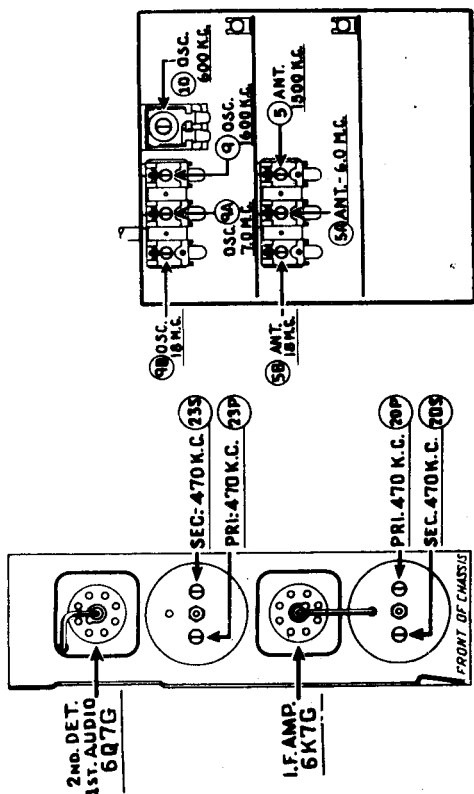 10 OSC.
600 K.C.
9 OSC.
1600 K.C.
5 ANT.
1500 K.C.
OSC. 9A
7.0 M.C.
5A ANT.-6.0 M.C.
9B OSC.
18 M.C.
5B ANT.
18 M.C.
SEC:-470 K.C. 23S
PRI:470 K.C. 23P
PRI. 470 K.C. 20P
SEC. 470 K.C. 20S
2ND. DET.
1ST. AUDIO
6Q7G
I.F. AMP.
6K7G
FRONT OF CHASSIS